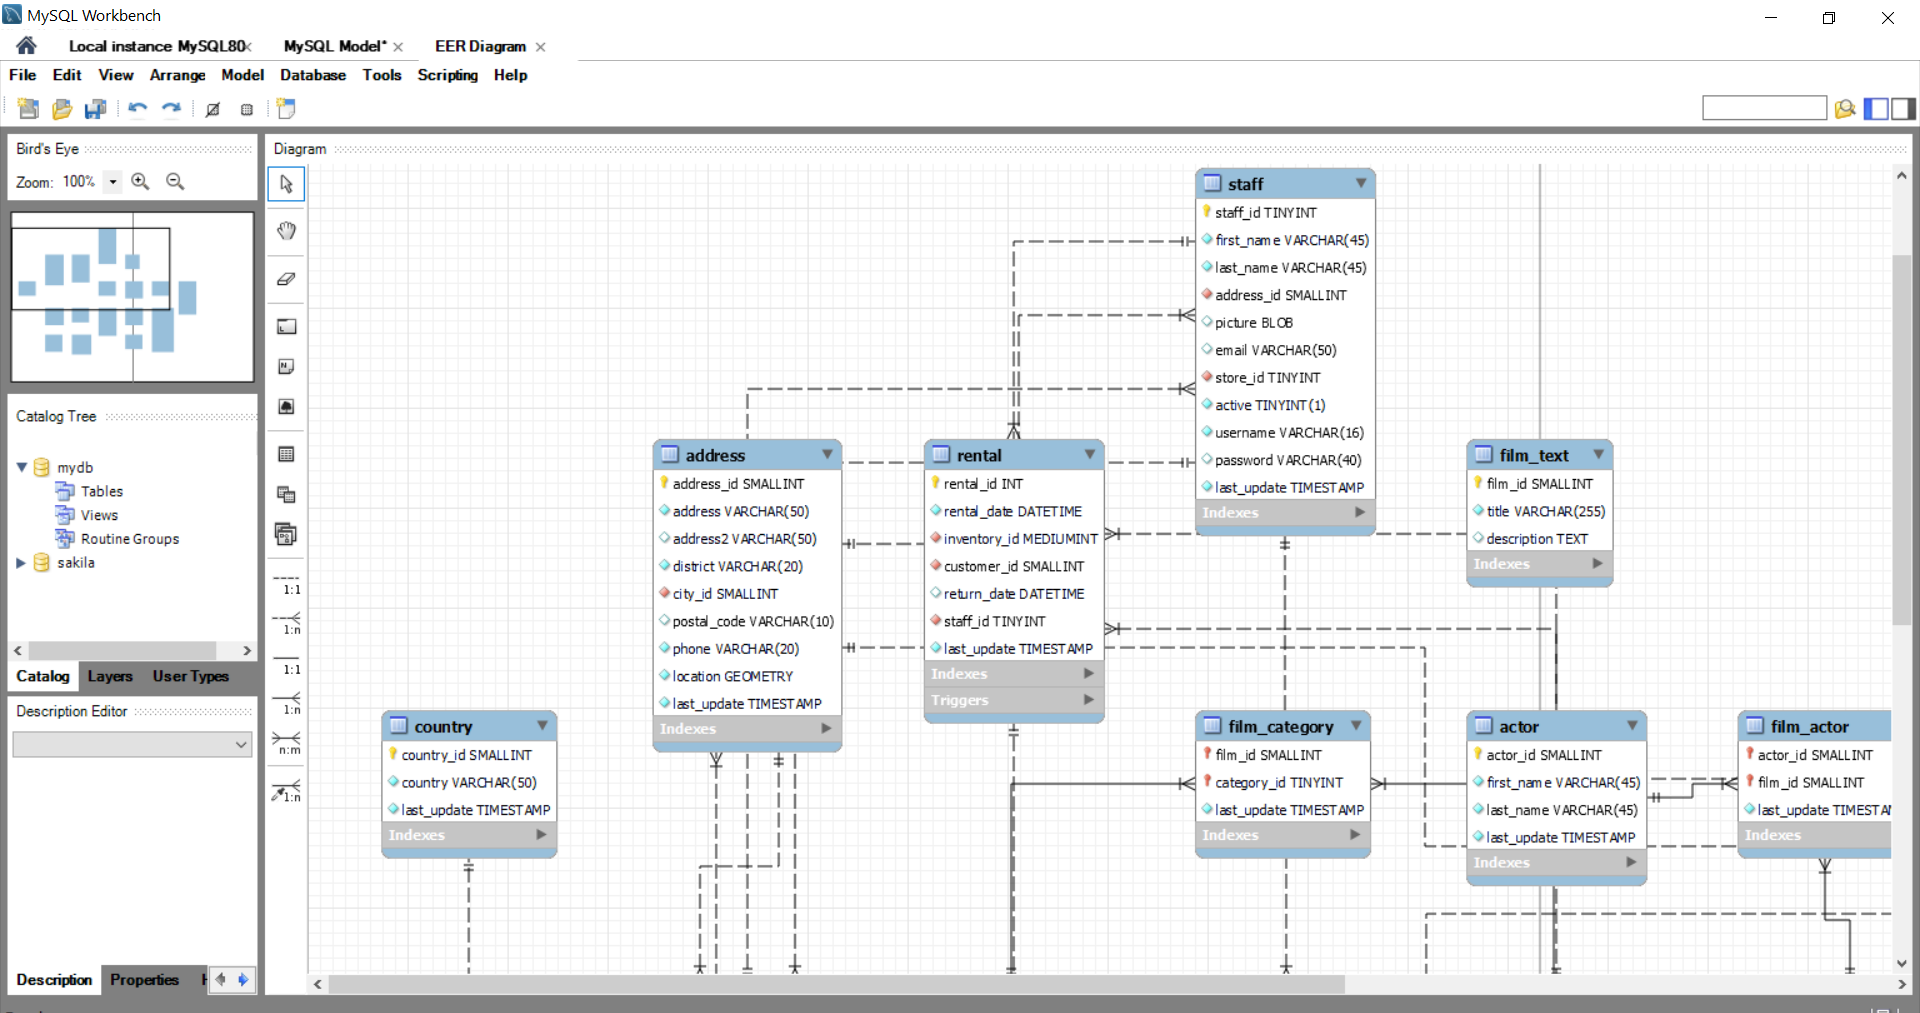 MySQL Workbench
Local instance MySQL80
MySQL Model*
EER Diagram
File Edit View Arrange Model Database Tools Scripting Help
Bird's Eye
Zoom: 100%
Catalog Tree
mydb
Tables
Views
Routine Groups
sakila
Catalog Layers User Types
Description Editor
Description Properties
Diagram
1:1
1:n
1:1
1:n
n:m
1:n
staff
staff_id TINYINT
first_name VARCHAR(45)
last_name VARCHAR(45)
address_id SMALLINT
picture BLOB
email VARCHAR(50)
store_id TINYINT
active TINYINT(1)
username VARCHAR(16)
password VARCHAR(40)
last_update TIMESTAMP
Indexes
address
address_id SMALLINT
address VARCHAR(50)
address2 VARCHAR(50)
district VARCHAR(20)
city_id SMALLINT
postal_code VARCHAR(10)
phone VARCHAR(20)
location GEOMETRY
last_update TIMESTAMP
Indexes
rental
rental_id INT
rental_date DATETIME
inventory_id MEDIUMINT
customer_id SMALLINT
return_date DATETIME
staff_id TINYINT
last_update TIMESTAMP
Indexes
Triggers
film_text
film_id SMALLINT
title VARCHAR(255)
description TEXT
Indexes
country
country_id SMALLINT
country VARCHAR(50)
last_update TIMESTAMP
Indexes
film_category
film_id SMALLINT
category_id TINYINT
last_update TIMESTAMP
Indexes
actor
actor_id SMALLINT
first_name VARCHAR(45)
last_name VARCHAR(45)
last_update TIMESTAMP
Indexes
film_actor
actor_id SMALLINT
film_id SMALLINT
last_update
Indexes